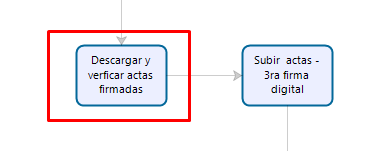 Descargar y
verficar actas
firmadas
Subir actas -
3ra firma
digital